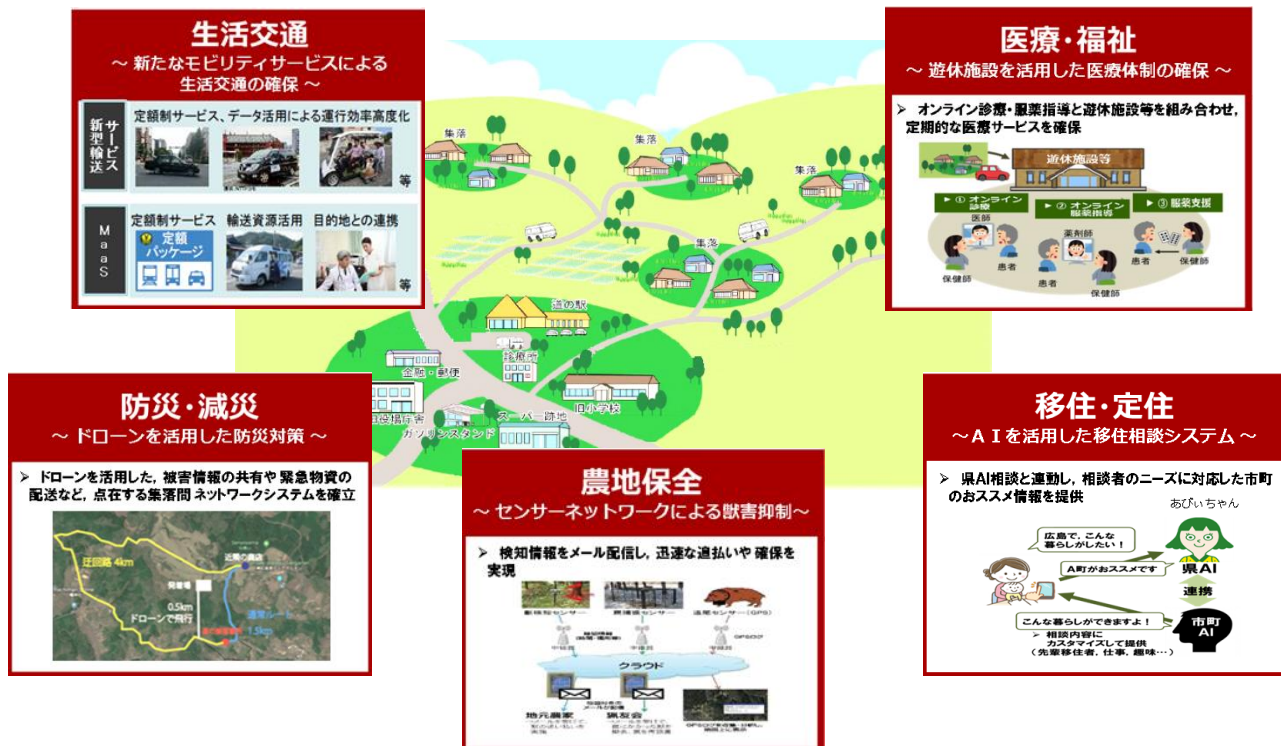 生活交通
～ 新たなモビリティサービスによる
生活交通の確保 ～
新型輸送
サービス
定額制サービス、データ活用による運行効率高度化
等
MaaS
定額制サービス
輸送資源活用
目的地との連携
定額
パッケージ
等
医療・福祉
～ 遊休施設を活用した医療体制の確保 ～
➢ オンライン診療・服薬指導と遊休施設等を組み合わせ,
定期的な医療サービスを確保
遊休施設等
▶ ① オンライン
診療
▶ ② オンライン
服薬指導
▶ ③ 服薬支援
医師
薬剤師
患者
患者
患者
保健師
保健師
保健師
集落
集落
集落
集落
道の駅
診療所
金融・郵便
旧役場庁舎
ガソリンスタンド
スーパー跡地
旧小学校
防災・減災
～ ドローンを活用した防災対策 ～
➢ ドローンを活用した, 被害情報の共有や 緊急物資の
配送など, 点在する集落間 ネットワークシステムを確立
迂回路 4km
発着場
0.5km
ドローンで飛行
通常ルート
1.5km
農地保全
～ センサーネットワークによる獣害抑制～
➢ 検知情報をメール配信し, 迅速な追払いや 確保を
実現
クラウド
地元農家
猟友会
移住・定住
～ＡＩを活用した移住相談システム ～
➢ 県AI相談と連動し, 相談者のニーズに対応した市町
のおススメ情報を提供
あびぃちゃん
広島で, こんな
暮らしがしたい！
A町がおススメです
県AI
連携
こんな暮らしができますよ！
市町
AI
➢ 相談内容に
カスタマイズして提供
(先輩移住者, 仕事, 趣味…)